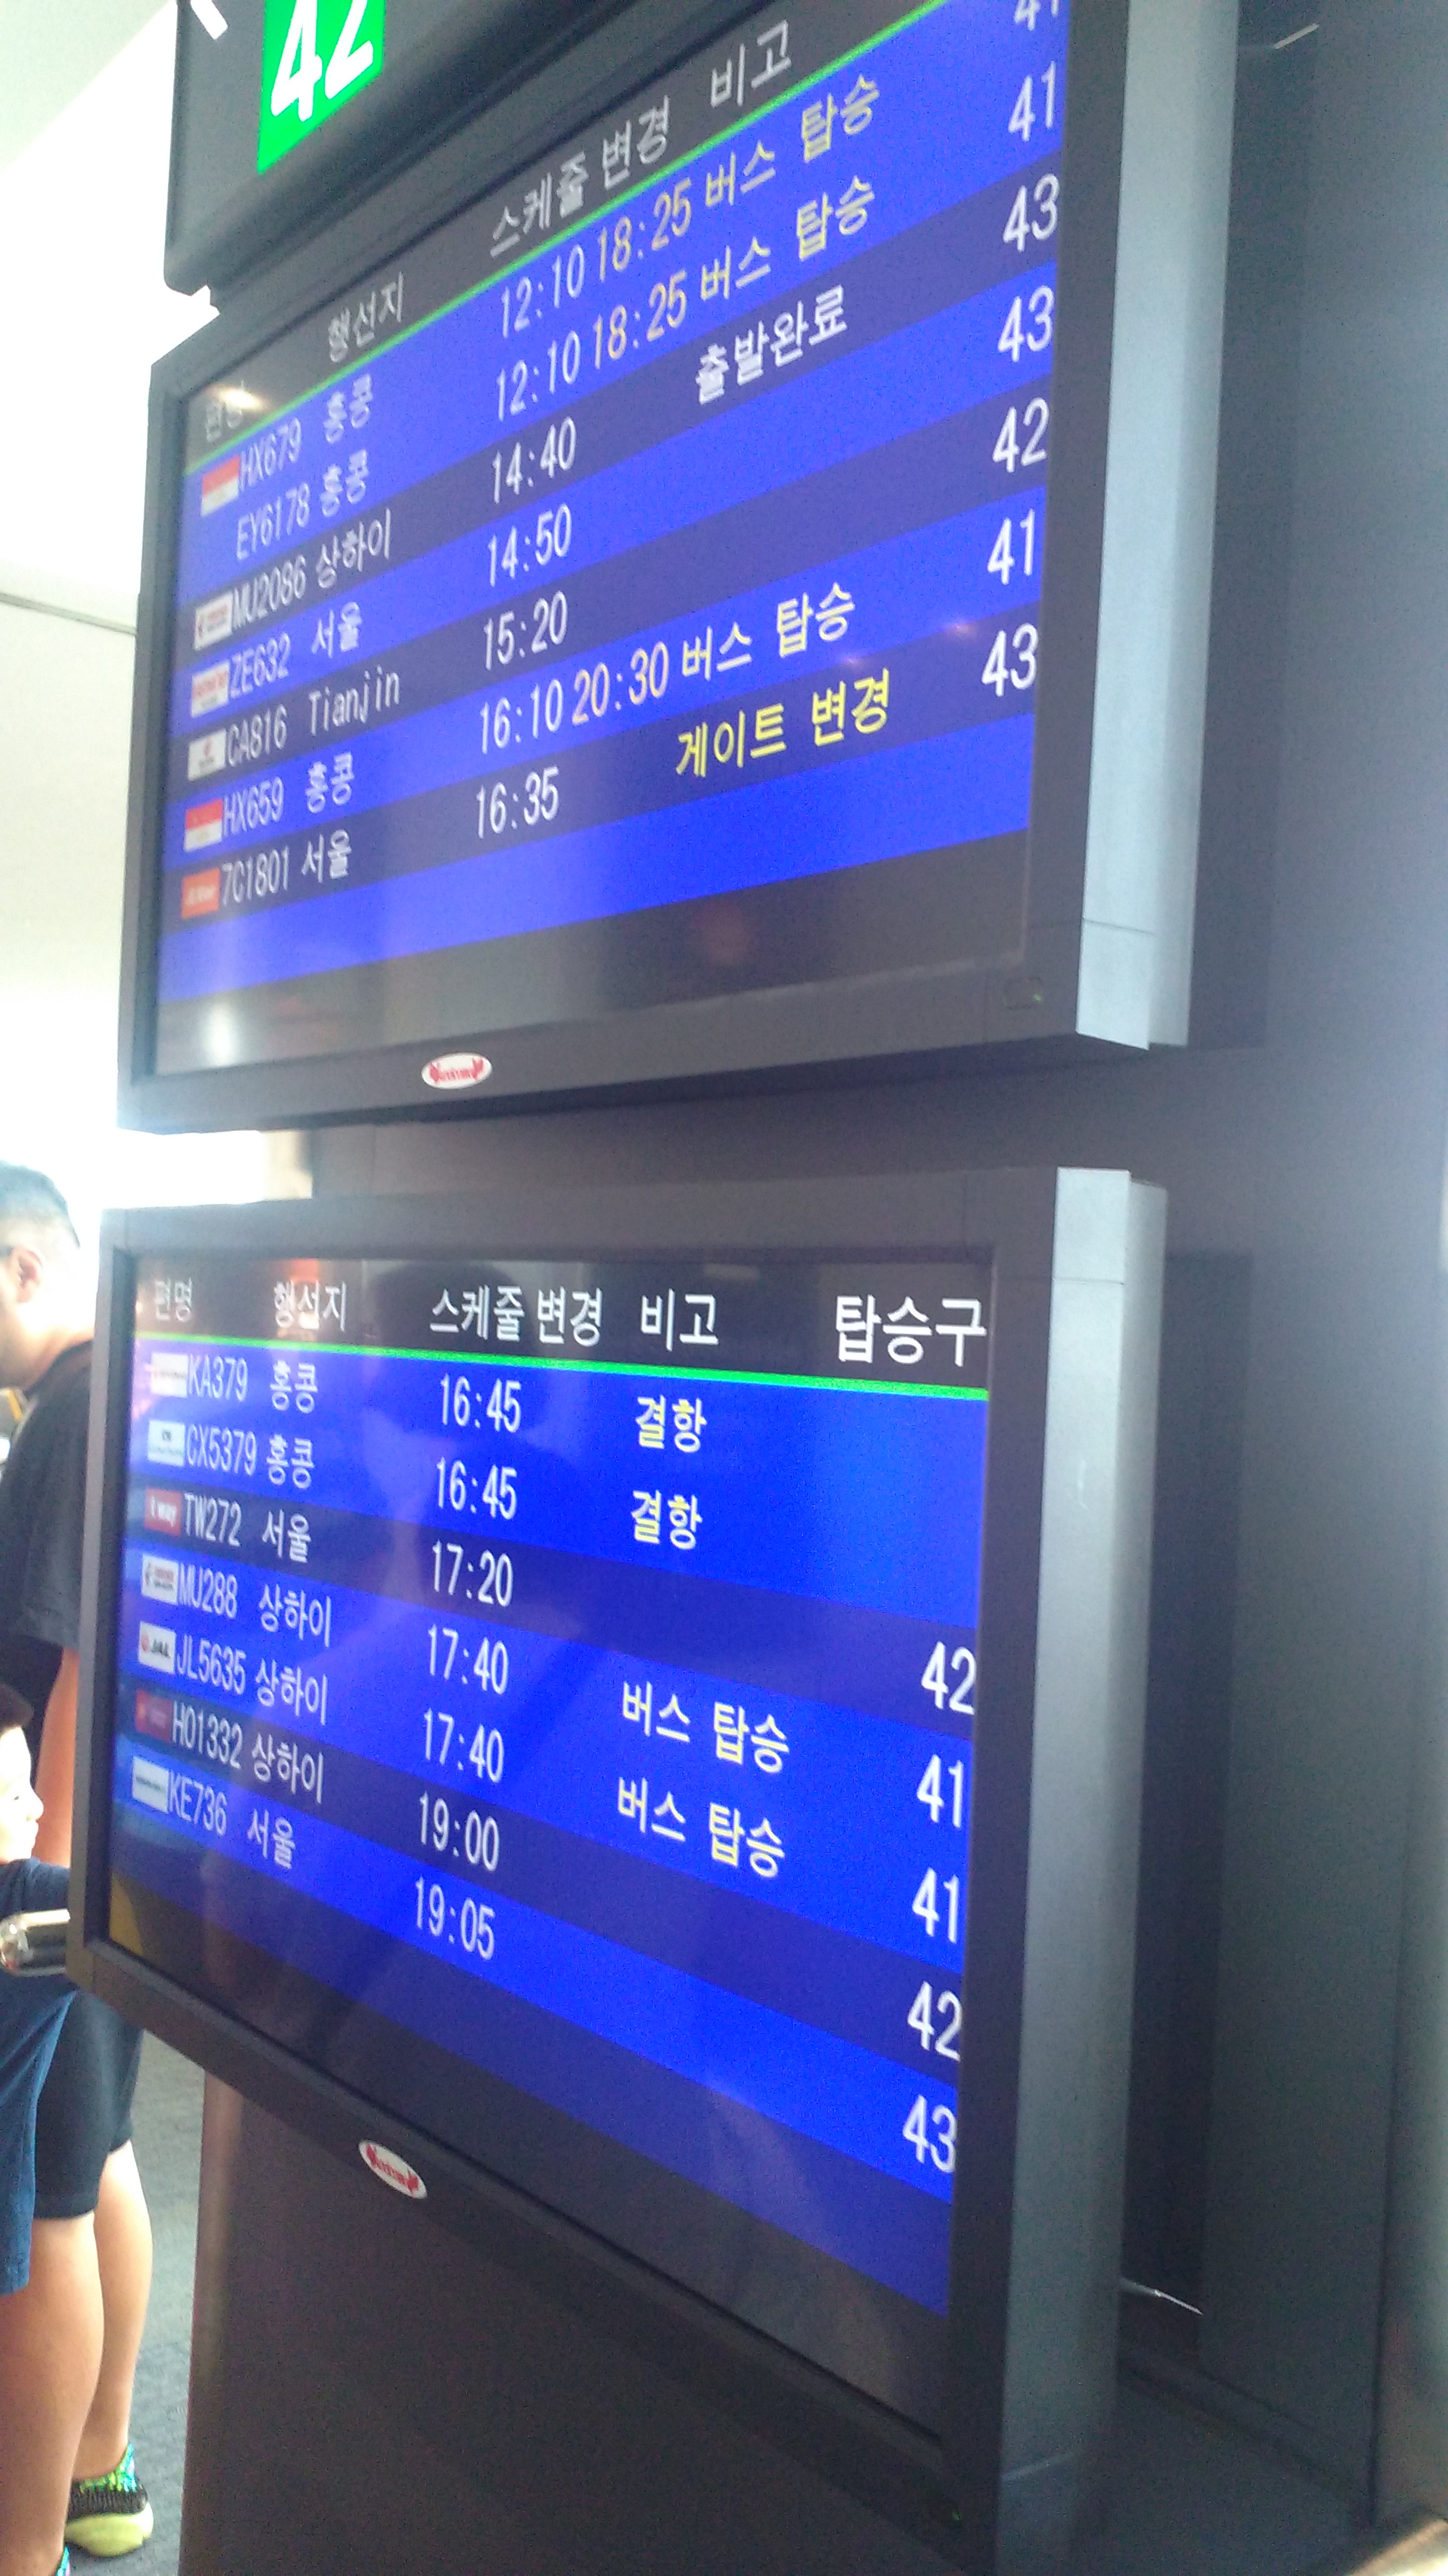 42
편명 행선지 스케줄 변경 비고
HX679 홍콩 12:10 18:25 버스 탑승 41
EY6178 홍콩 12:10 18:25 버스 탑승 41
MU2086 상하이 14:40 출발완료 43
ZE632 서울 14:50 43
CA816 Tianjin 15:20 42
HX659 홍콩 16:10 20:30 버스 탑승 41
7C1801 서울 16:35 게이트 변경 43
편명 행선지 스케줄 변경 비고 탑승구
KA379 홍콩 16:45 결항
CX5379 홍콩 16:45 결항
t'way TW272 서울 17:20 42
MU288 상하이 17:40 버스 탑승 41
JAL JL5635 상하이 17:40 버스 탑승 41
HO1332 상하이 19:00 42
KE736 서울 19:05 43